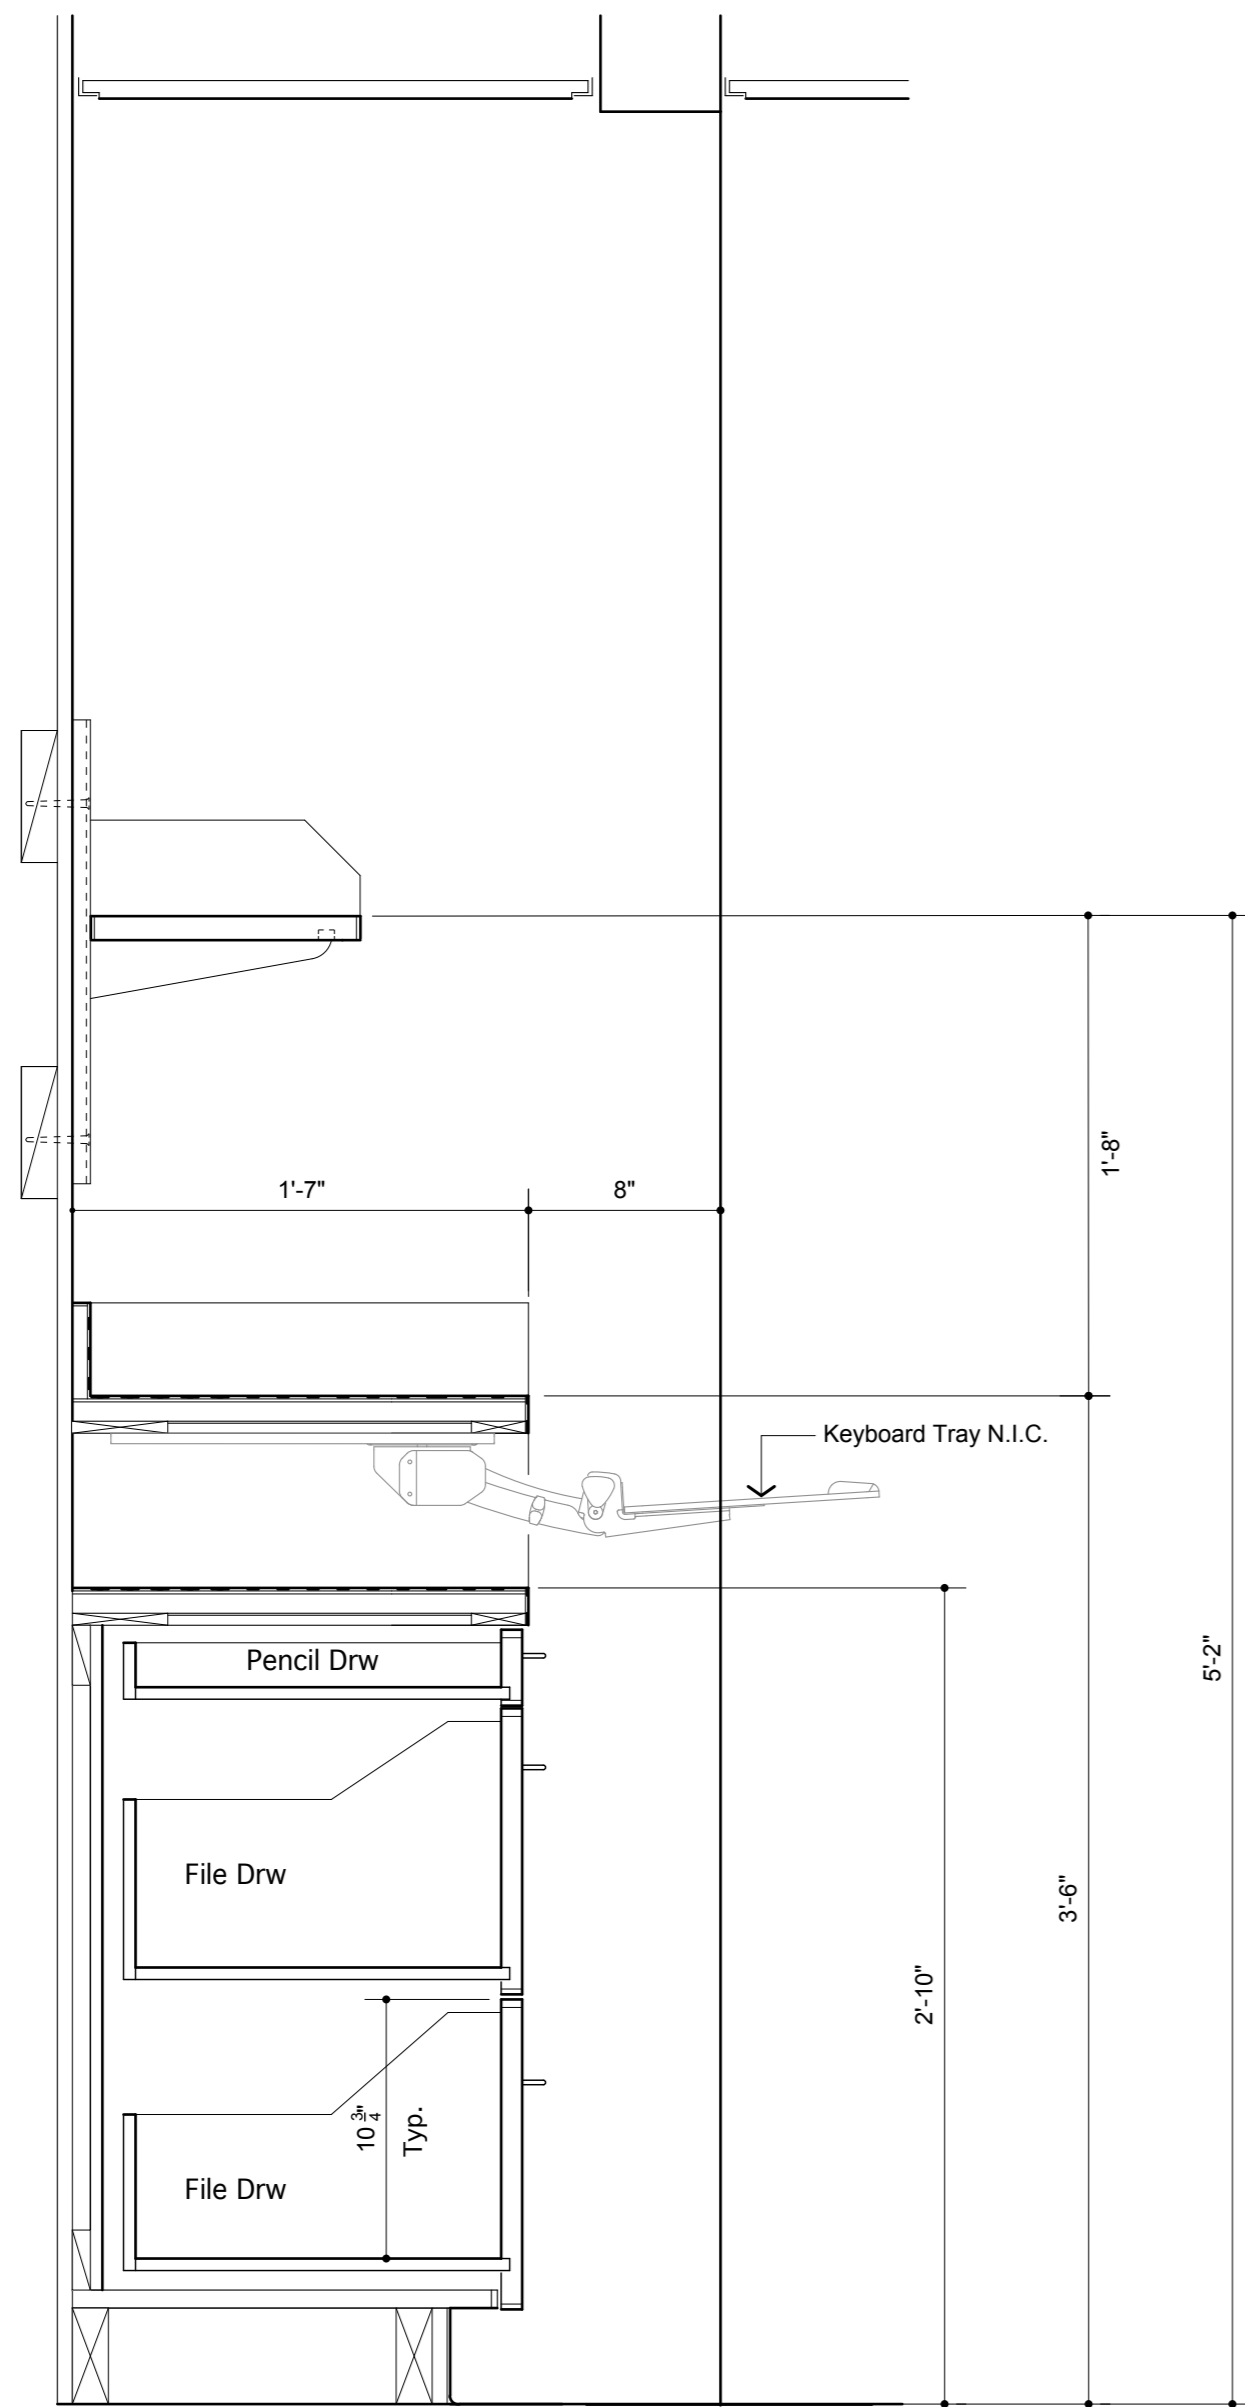 1'-8"
1'-7"
8"
Keyboard Tray N.I.C.
5'-2"
Pencil Drw
File Drw
3'-6"
2'-10"
10 3/4"
Typ.
File Drw